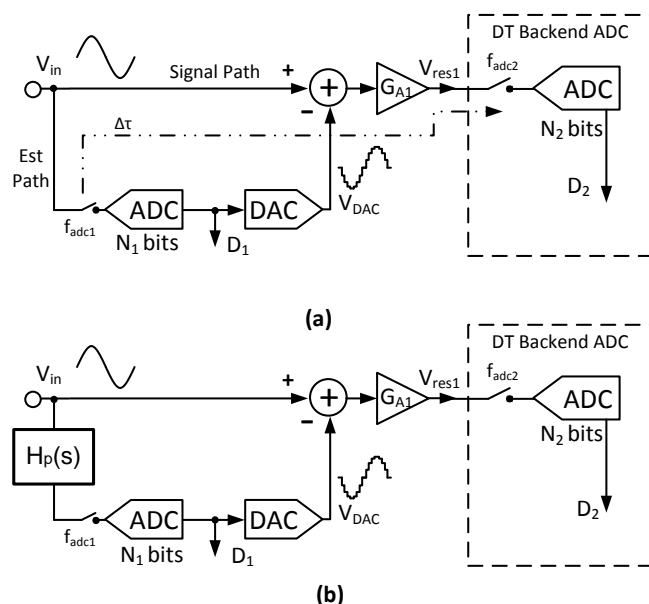 DT Backend ADC
V_in
Signal Path
+
+
−
G_A1
V_res1
f_adc2
ADC
N_2 bits
Δτ
Est
Path
V_DAC
D_2
f_adc1
ADC
DAC
N_1 bits
D_1
(a)
DT Backend ADC
V_in
+
+
−
G_A1
V_res1
f_adc2
ADC
N_2 bits
H_p(s)
V_DAC
D_2
f_adc1
ADC
DAC
N_1 bits
D_1
(b)